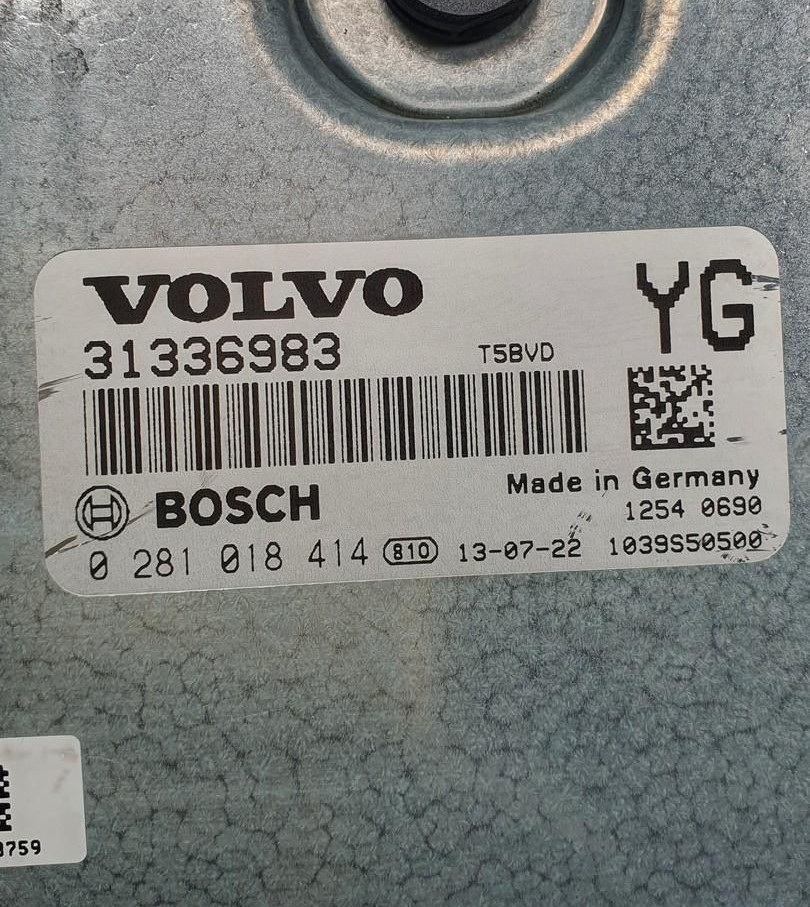 VOLVO
YG
31336983 T5BVD
Made in Germany
BOSCH
1254 0690
0 281 018 414 810 13-07-22 1039S50500
3759